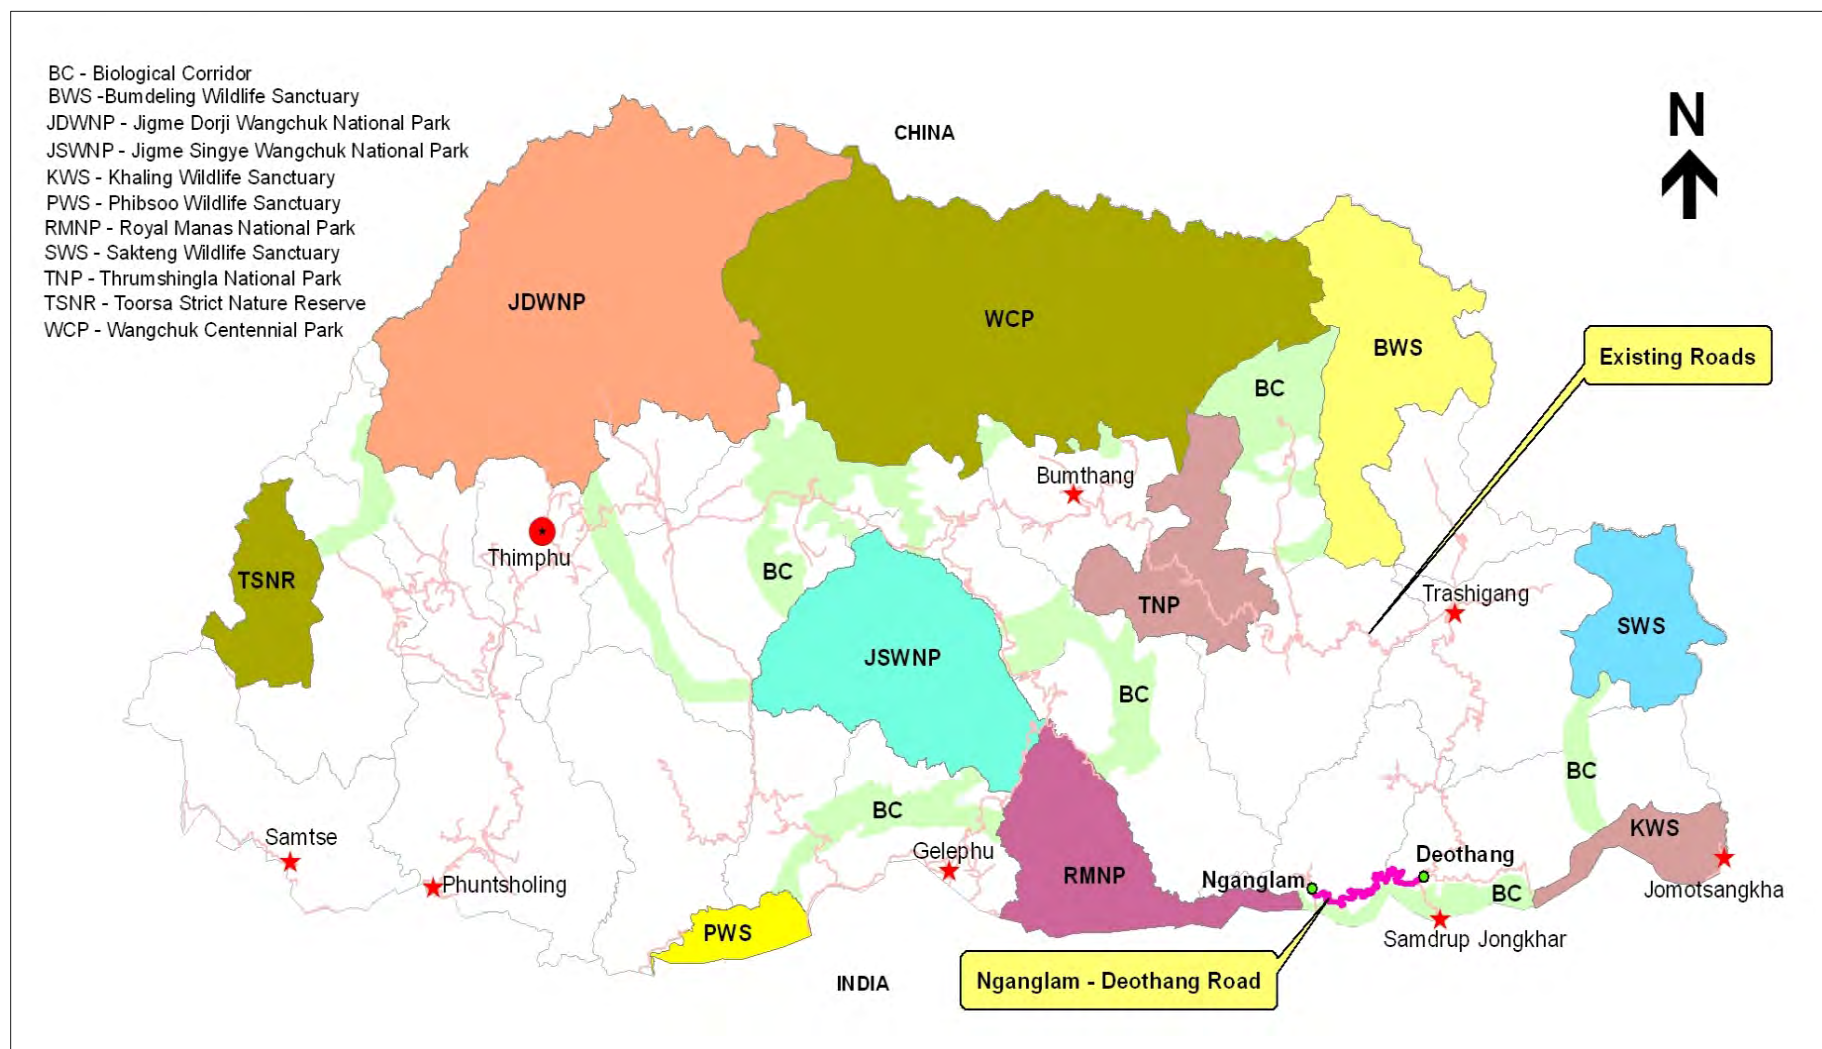 BC - Biological Corridor
BWS -Bumdeling Wildlife Sanctuary
JDWNP - Jigme Dorji Wangchuk National Park
JSWNP - Jigme Singye Wangchuk National Park
KWS - Khaling Wildlife Sanctuary
PWS - Phibsoo Wildlife Sanctuary
RMNP - Royal Manas National Park
SWS - Sakteng Wildlife Sanctuary
TNP - Thrumshingla National Park
TSNR - Toorsa Strict Nature Reserve
WCP - Wangchuk Centennial Park
N
CHINA
JDWNP
WCP
BWS
Existing Roads
BC
Bumthang
Thimphu
TSNR
BC
TNP
Trashigang
SWS
JSWNP
BC
BC
BC
KWS
Samtse
Gelephu
Deothang
Phuntsholing
RMNP
Nganglam
BC
Jomotsangkha
PWS
Samdrup Jongkhar
INDIA
Nganglam - Deothang Road